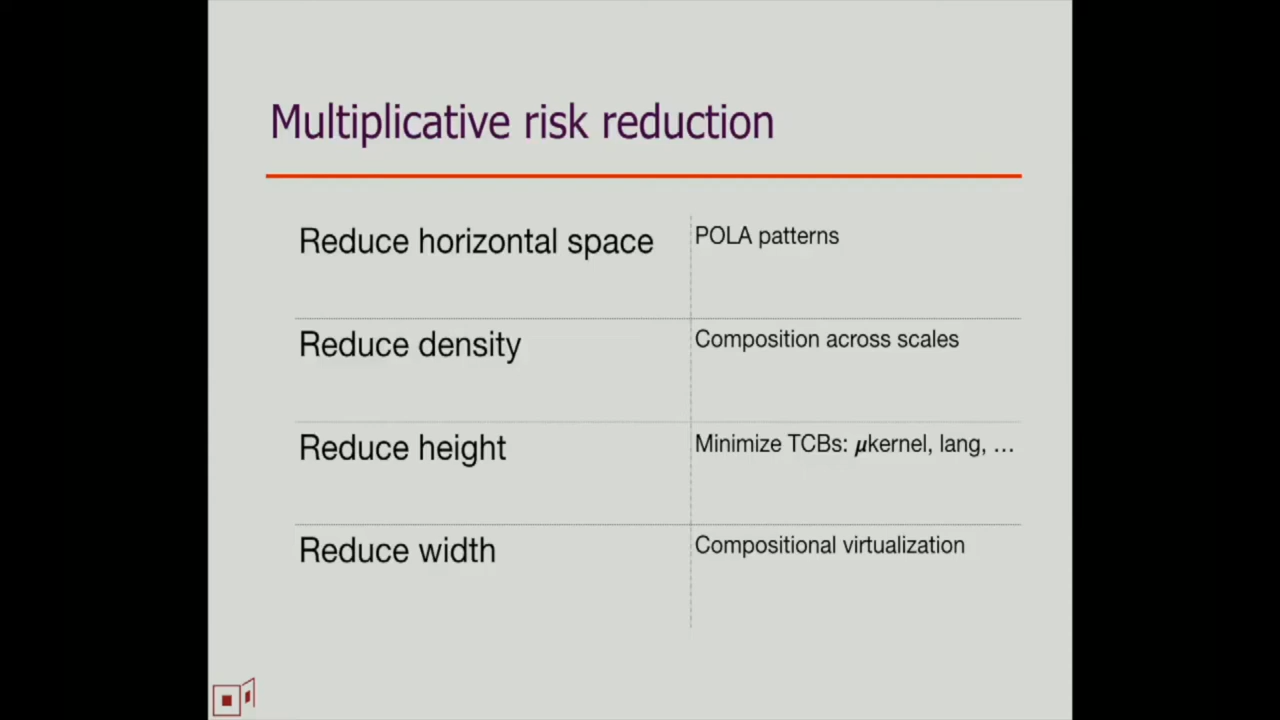 Multiplicative risk reduction
Reduce horizontal space
POLA patterns
Reduce density
Composition across scales
Reduce height
Minimize TCBs: µkernel, lang, …
Reduce width
Compositional virtualization